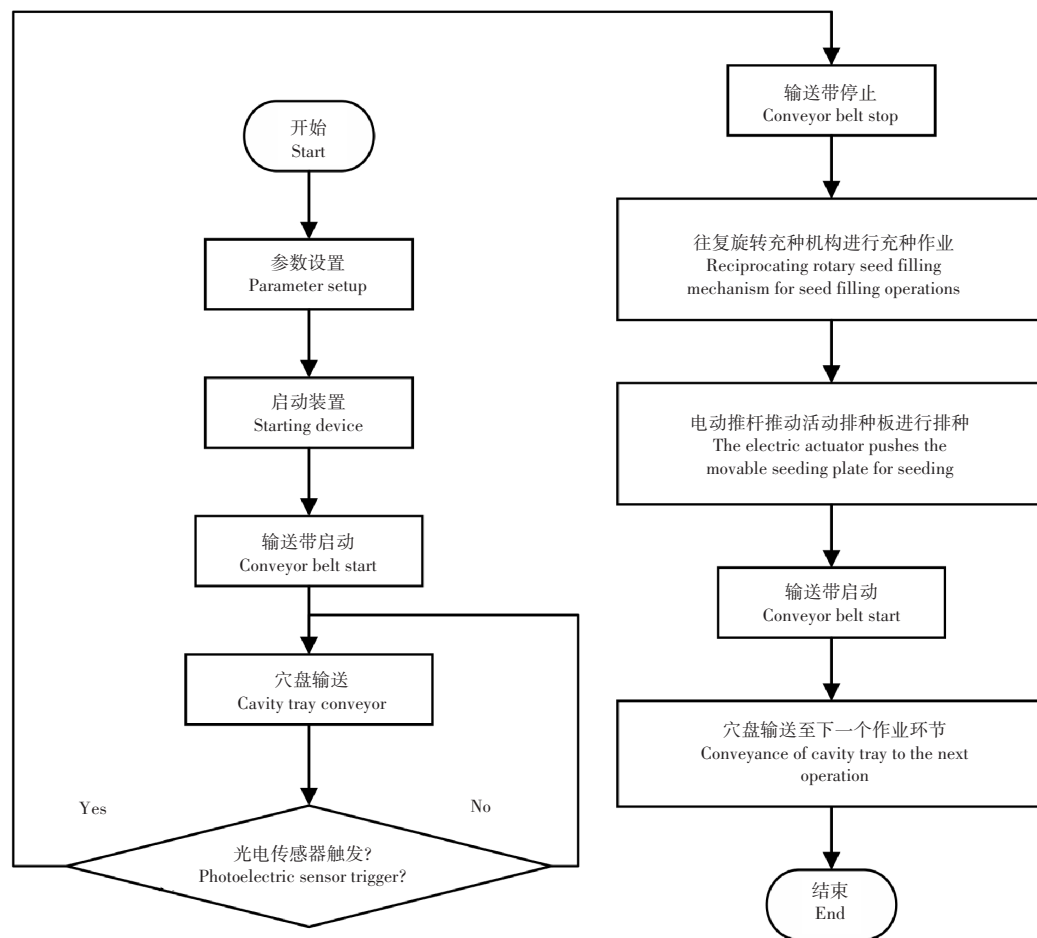 开始
Start
参数设置
Parameter setup
启动装置
Starting device
输送带启动
Conveyor belt start
穴盘输送
Cavity tray conveyor
Yes
No
光电传感器触发?
Photoelectric sensor trigger?
输送带停止
Conveyor belt stop
往复旋转充种机构进行充种作业
Reciprocating rotary seed filling
mechanism for seed filling operations
电动推杆推动活动排种板进行排种
The electric actuator pushes the
movable seeding plate for seeding
输送带启动
Conveyor belt start
穴盘输送至下一个作业环节
Conveyance of cavity tray to the next
operation
结束
End